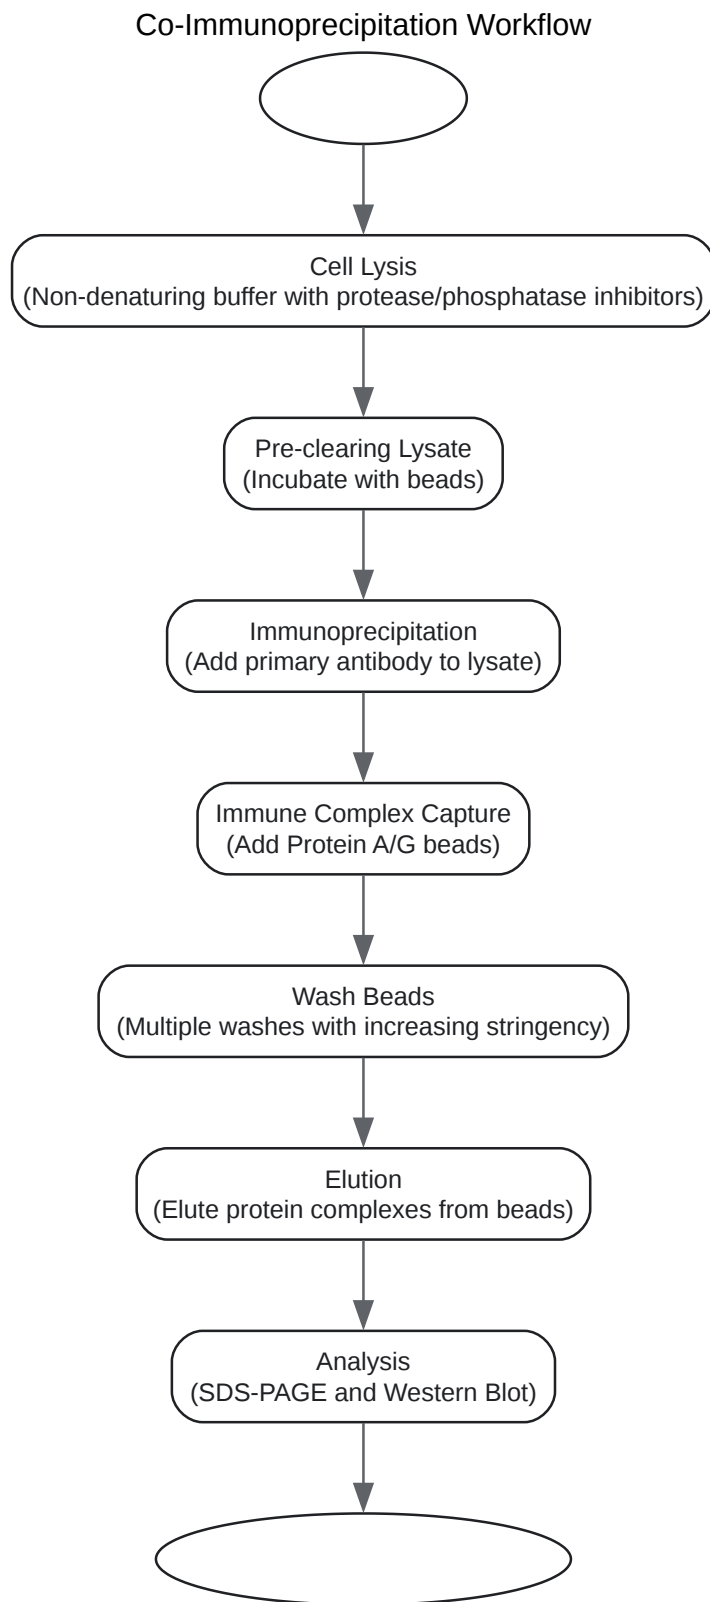 Co-Immunoprecipitation Workflow
Cell Lysis
(Non-denaturing buffer with protease/phosphatase inhibitors)
Pre-clearing Lysate
(Incubate with beads)
Immunoprecipitation
(Add primary antibody to lysate)
Immune Complex Capture
(Add Protein A/G beads)
Wash Beads
(Multiple washes with increasing stringency)
Elution
(Elute protein complexes from beads)
Analysis
(SDS-PAGE and Western Blot)